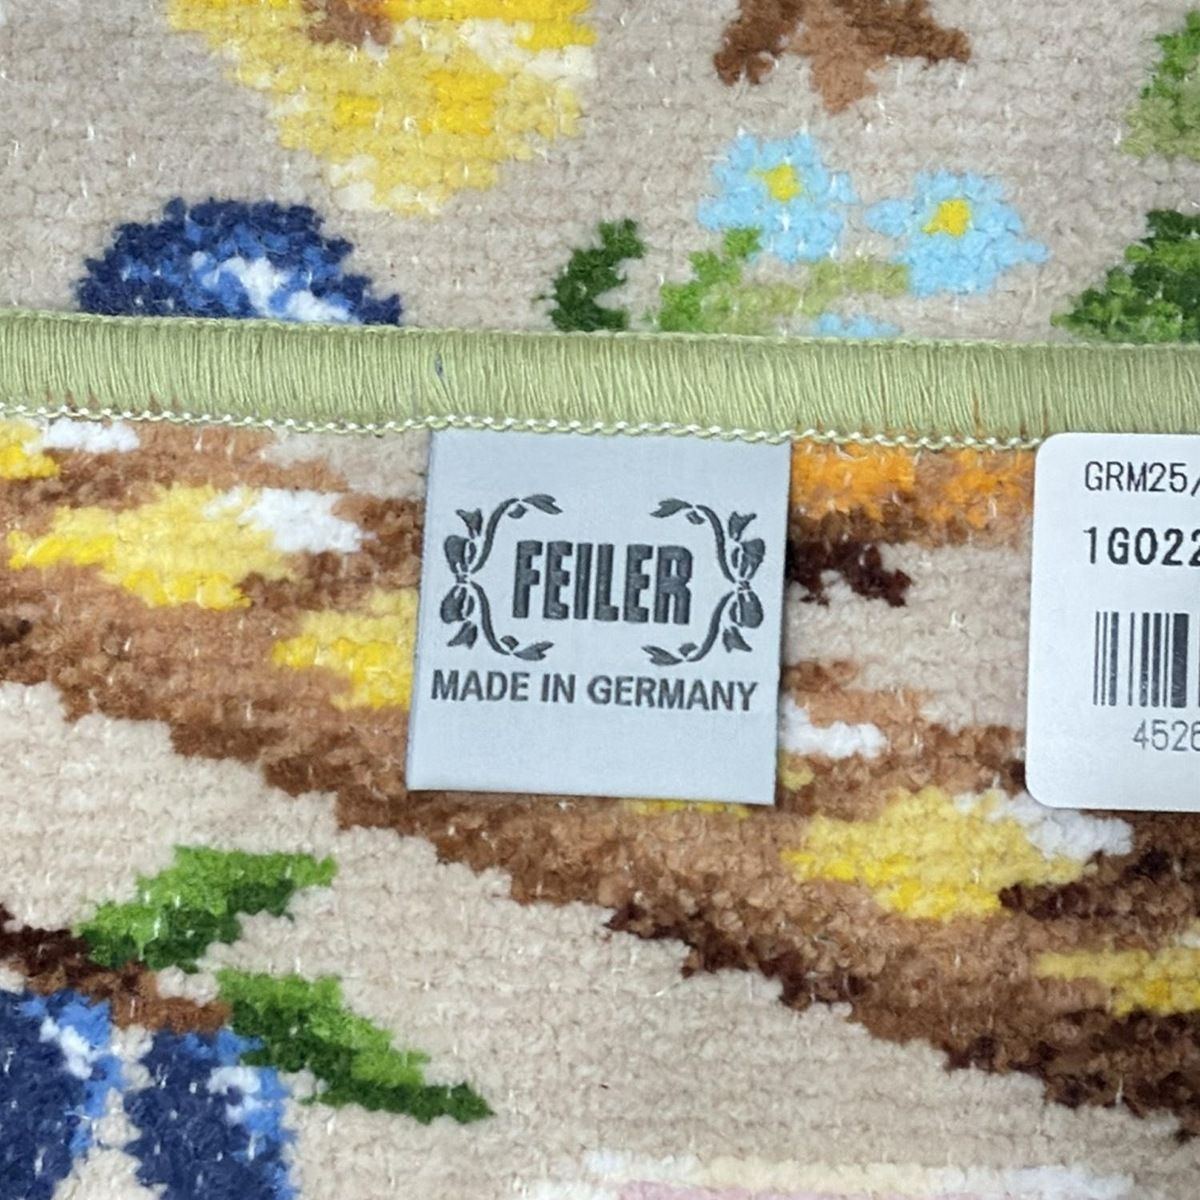 FEILER
MADE IN GERMANY
GRM25/
1G022
4526